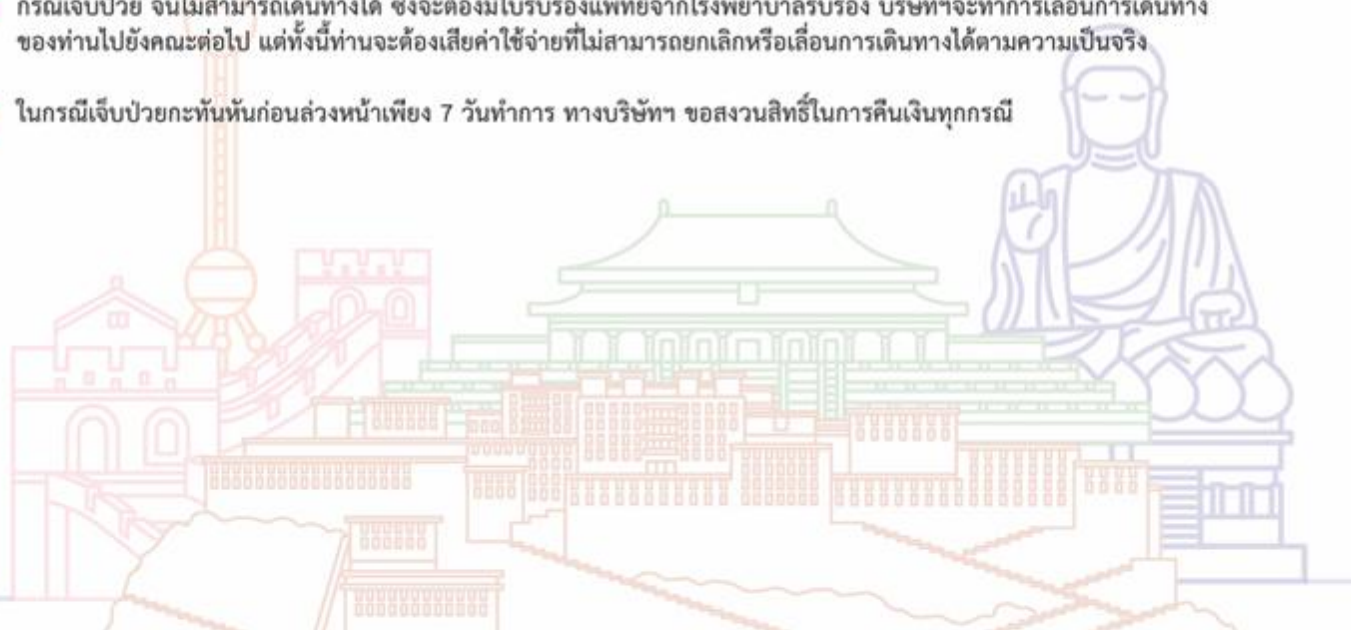 กรณีเจ็บป่วย จนไม่สามารถเดินทางได้ ซึ่งจะต้องมีใบรับรองแพทย์จากโรงพยาบาลรับรอง บริษัทฯจะทำการเลื่อนการเดินทาง
ของท่านไปยังคณะต่อไป แต่ทั้งนี้ท่านจะต้องเสียค่าใช้จ่ายที่ไม่สามารถยกเลิกหรือเลื่อนการเดินทางได้ตามความเป็นจริง
ในกรณีเจ็บป่วยกะทันหันก่อนล่วงหน้าเพียง 7 วันทำการ ทางบริษัทฯ ขอสงวนสิทธิ์ในการคืนเงินทุกกรณี